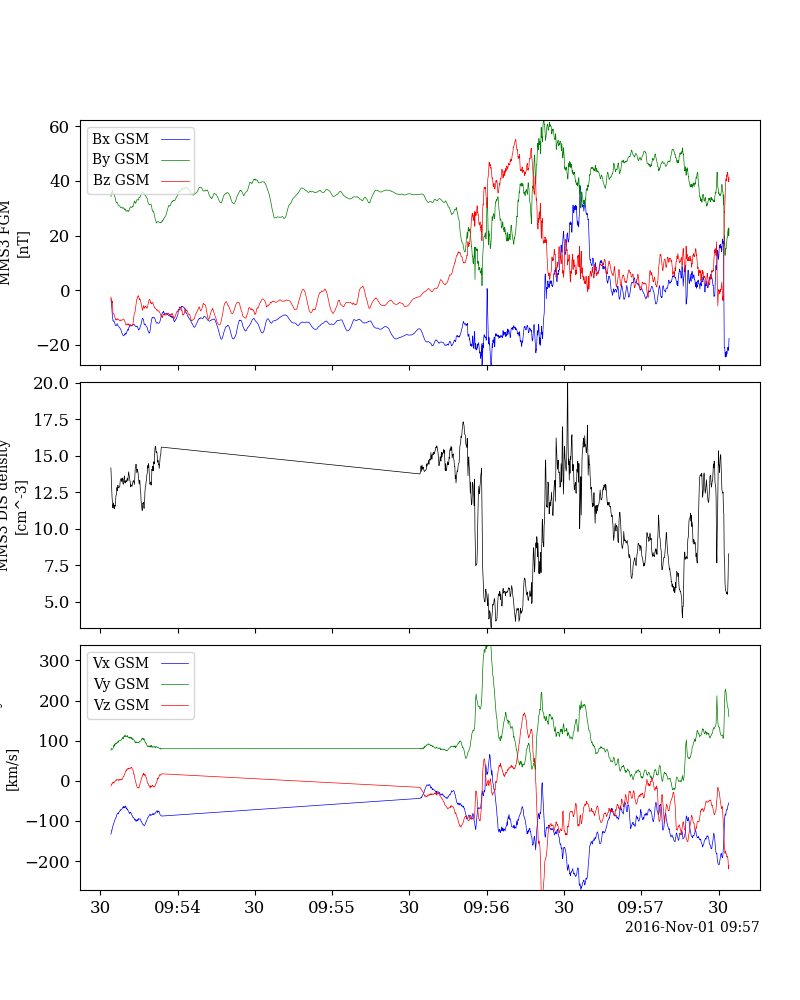 60
40
20
0
−20
MMS3 FGM
[nT]
Bx GSM
By GSM
Bz GSM
20.0
17.5
15.0
12.5
10.0
7.5
5.0
MMS3 DIS density
[cm^-3]
300
200
100
0
−100
−200
[km/s]
Vx GSM
Vy GSM
Vz GSM
30 09:54 30 09:55 30 09:56 30 09:57 30
2016-Nov-01 09:57